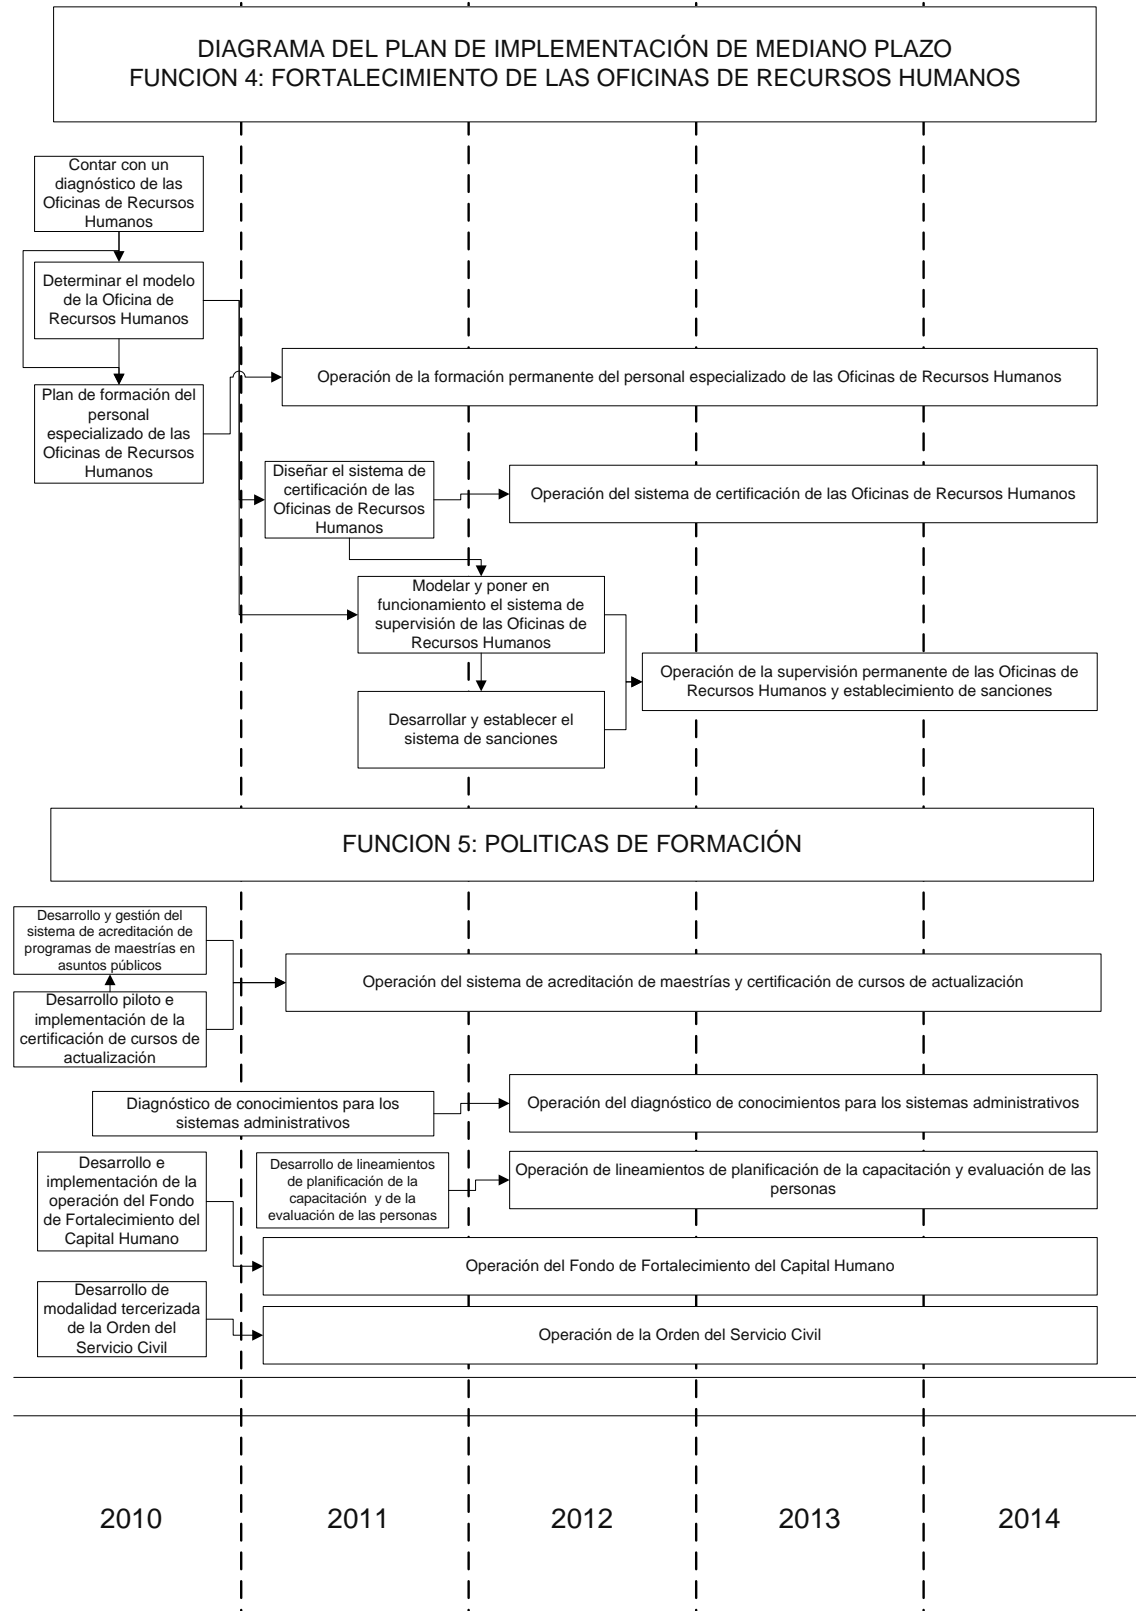 DIAGRAMA DEL PLAN DE IMPLEMENTACIÓN DE MEDIANO PLAZO
FUNCION 4: FORTALECIMIENTO DE LAS OFICINAS DE RECURSOS HUMANOS
Contar con un
diagnóstico de las
Oficinas de Recursos
Humanos
Determinar el modelo
de la Oficina de
Recursos Humanos
Plan de formación del
personal
especializado de las
Oficinas de Recursos
Humanos
Operación de la formación permanente del personal especializado de las Oficinas de Recursos Humanos
Diseñar el sistema de
certificación de las
Oficinas de Recursos
Humanos
Operación del sistema de certificación de las Oficinas de Recursos Humanos
Modelar y poner en
funcionamiento el sistema de
supervisión de las Oficinas de
Recursos Humanos
Operación de la supervisión permanente de las Oficinas de
Recursos Humanos y establecimiento de sanciones
Desarrollar y establecer el
sistema de sanciones
FUNCION 5: POLITICAS DE FORMACIÓN
Desarrollo y gestión del
sistema de acreditación de
programas de maestrías en
asuntos públicos
Desarrollo piloto e
implementación de la
certificación de cursos de
actualización
Operación del sistema de acreditación de maestrías y certificación de cursos de actualización
Diagnóstico de conocimientos para los
sistemas administrativos
Operación del diagnóstico de conocimientos para los sistemas administrativos
Desarrollo e
implementación de la
operación del Fondo
de Fortalecimiento del
Capital Humano
Desarrollo de lineamientos
de planificación de la
capacitación y de la
evaluación de las personas
Operación de lineamientos de planificación de la capacitación y evaluación de las
personas
Operación del Fondo de Fortalecimiento del Capital Humano
Desarrollo de
modalidad tercerizada
de la Orden del
Servicio Civil
Operación de la Orden del Servicio Civil
2010
2011
2012
2013
2014